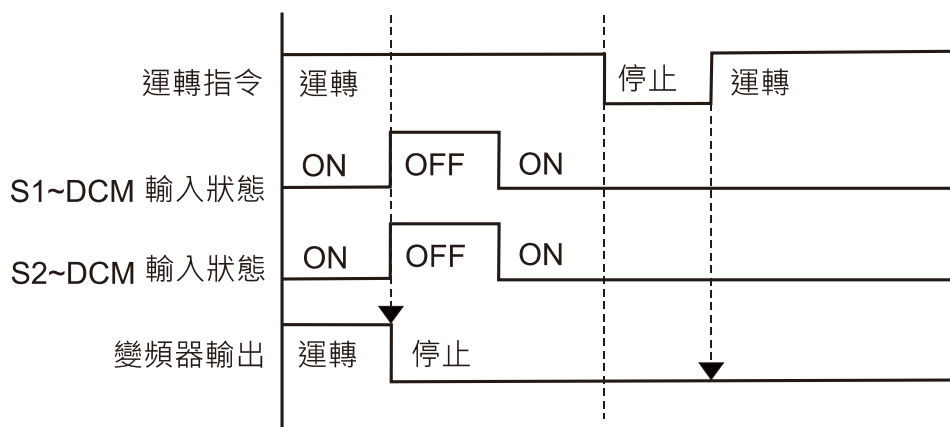 運轉指令 運轉 停止 運轉
S1~DCM 輸入狀態 ON OFF ON
S2~DCM 輸入狀態 ON OFF ON
變頻器輸出 運轉 停止